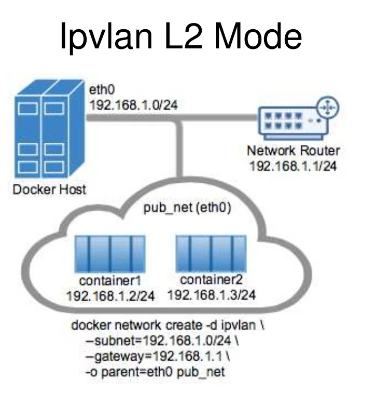 Ipvlan L2 Mode
eth0
192.168.1.0/24
Network Router
192.168.1.1/24
Docker Host
pub_net (eth0)
container1
192.168.1.2/24
container2
192.168.1.3/24
docker network create -d ipvlan \
–subnet=192.168.1.0/24 \
–gateway=192.168.1.1 \
-o parent=eth0 pub_net